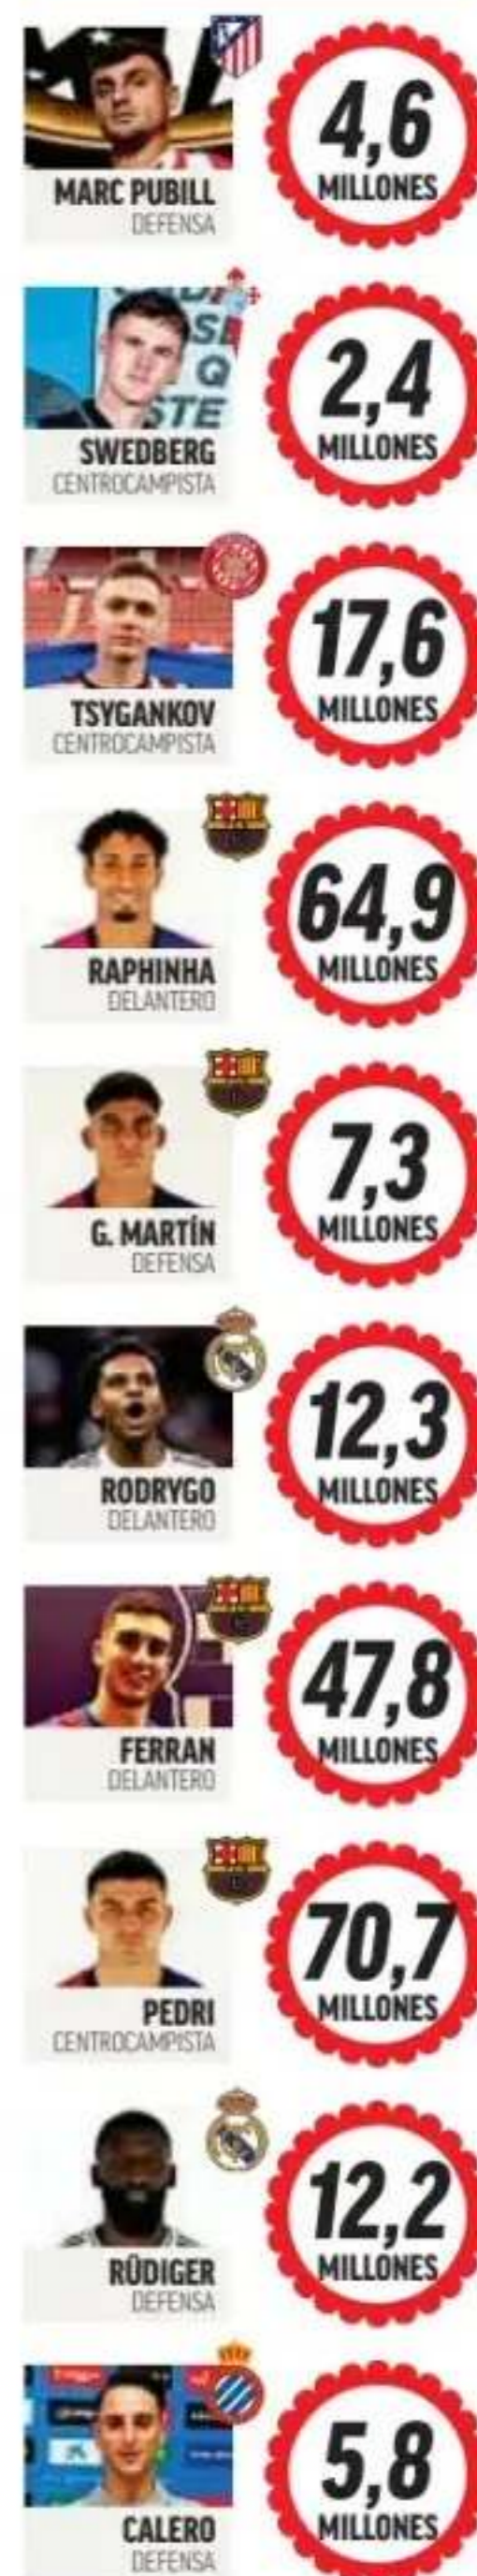 MARC PUBILL
DEFENSA
4,6
MILLONES
SWEDBERG
CENTROCAMPISTA
2,4
MILLONES
TSYGANKOV
CENTROCAMPISTA
17,6
MILLONES
RAPHINHA
DELANTERO
64,9
MILLONES
G. MARTÍN
DEFENSA
7,3
MILLONES
RODRYGO
DELANTERO
12,3
MILLONES
FERRAN
DELANTERO
47,8
MILLONES
PEDRI
CENTROCAMPISTA
70,7
MILLONES
RÜDIGER
DEFENSA
12,2
MILLONES
CALERO
DEFENSA
5,8
MILLONES